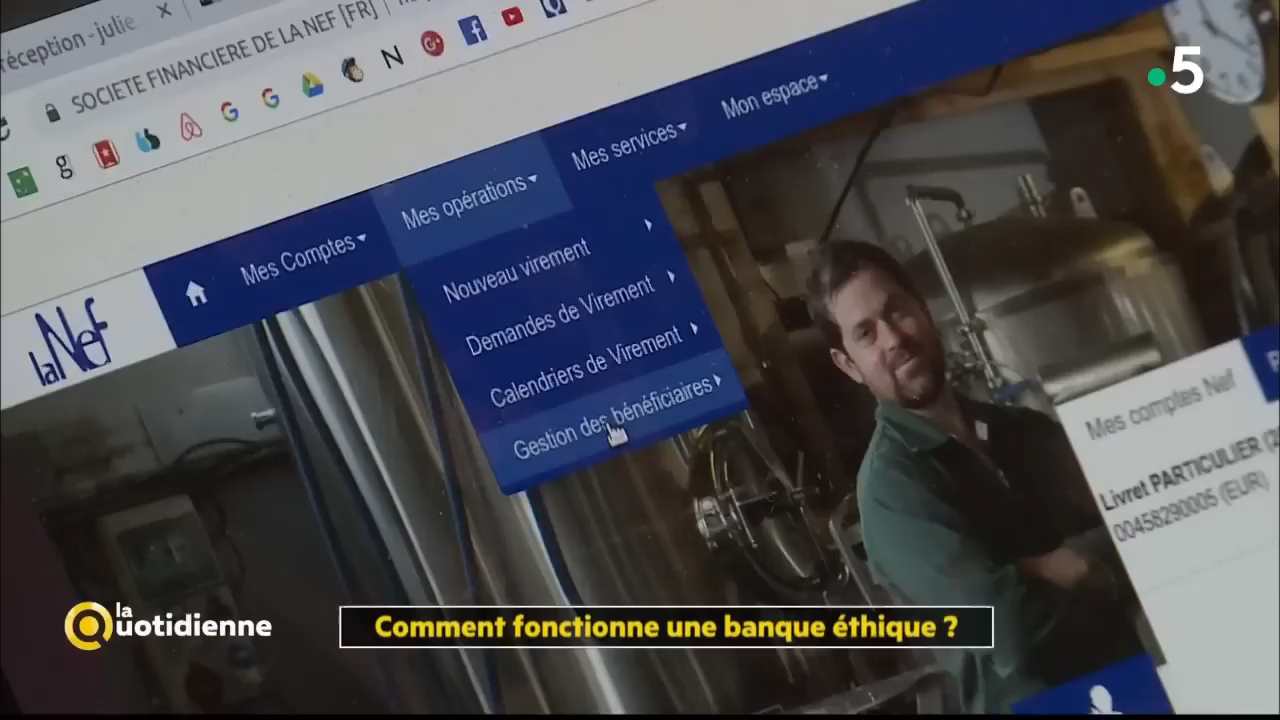 réception - julie
SOCIETE FINANCIERE DE LA NEF [FR]
5
la Nef
Mes Comptes
Mes opérations
Mes services
Mon espace
Nouveau virement
Demandes de Virement
Calendriers de Virement
Gestion des bénéficiaires
Mes comptes Nef
Livret PARTICULIER
00458290005 (EUR)
la Quotidienne
Comment fonctionne une banque éthique ?